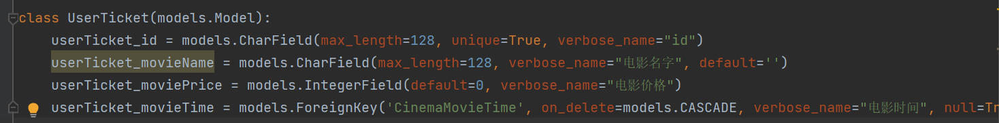 class UserTicket(models.Model):
userTicket_id = models.CharField(max_length=128, unique=True, verbose_name="id")
userTicket_movieName = models.CharField(max_length=128, verbose_name="电影名字", default='')
userTicket_moviePrice = models.IntegerField(default=0, verbose_name="电影价格")
userTicket_movieTime = models.ForeignKey('CinemaMovieTime', on_delete=models.CASCADE, verbose_name="电影时间", null=Tr